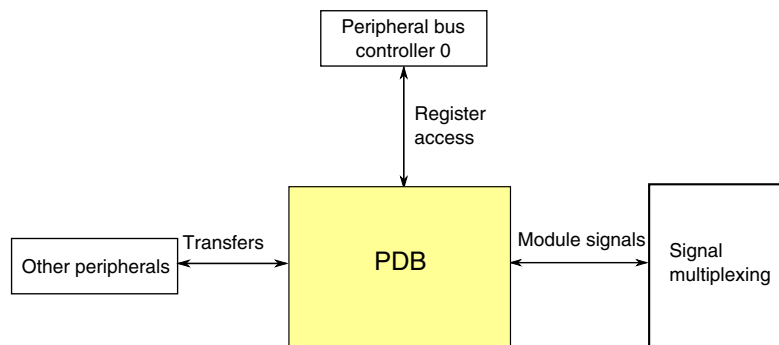 Peripheral bus
controller 0
Register
access
Transfers
Other peripherals
PDB
Module signals
Signal
multiplexing